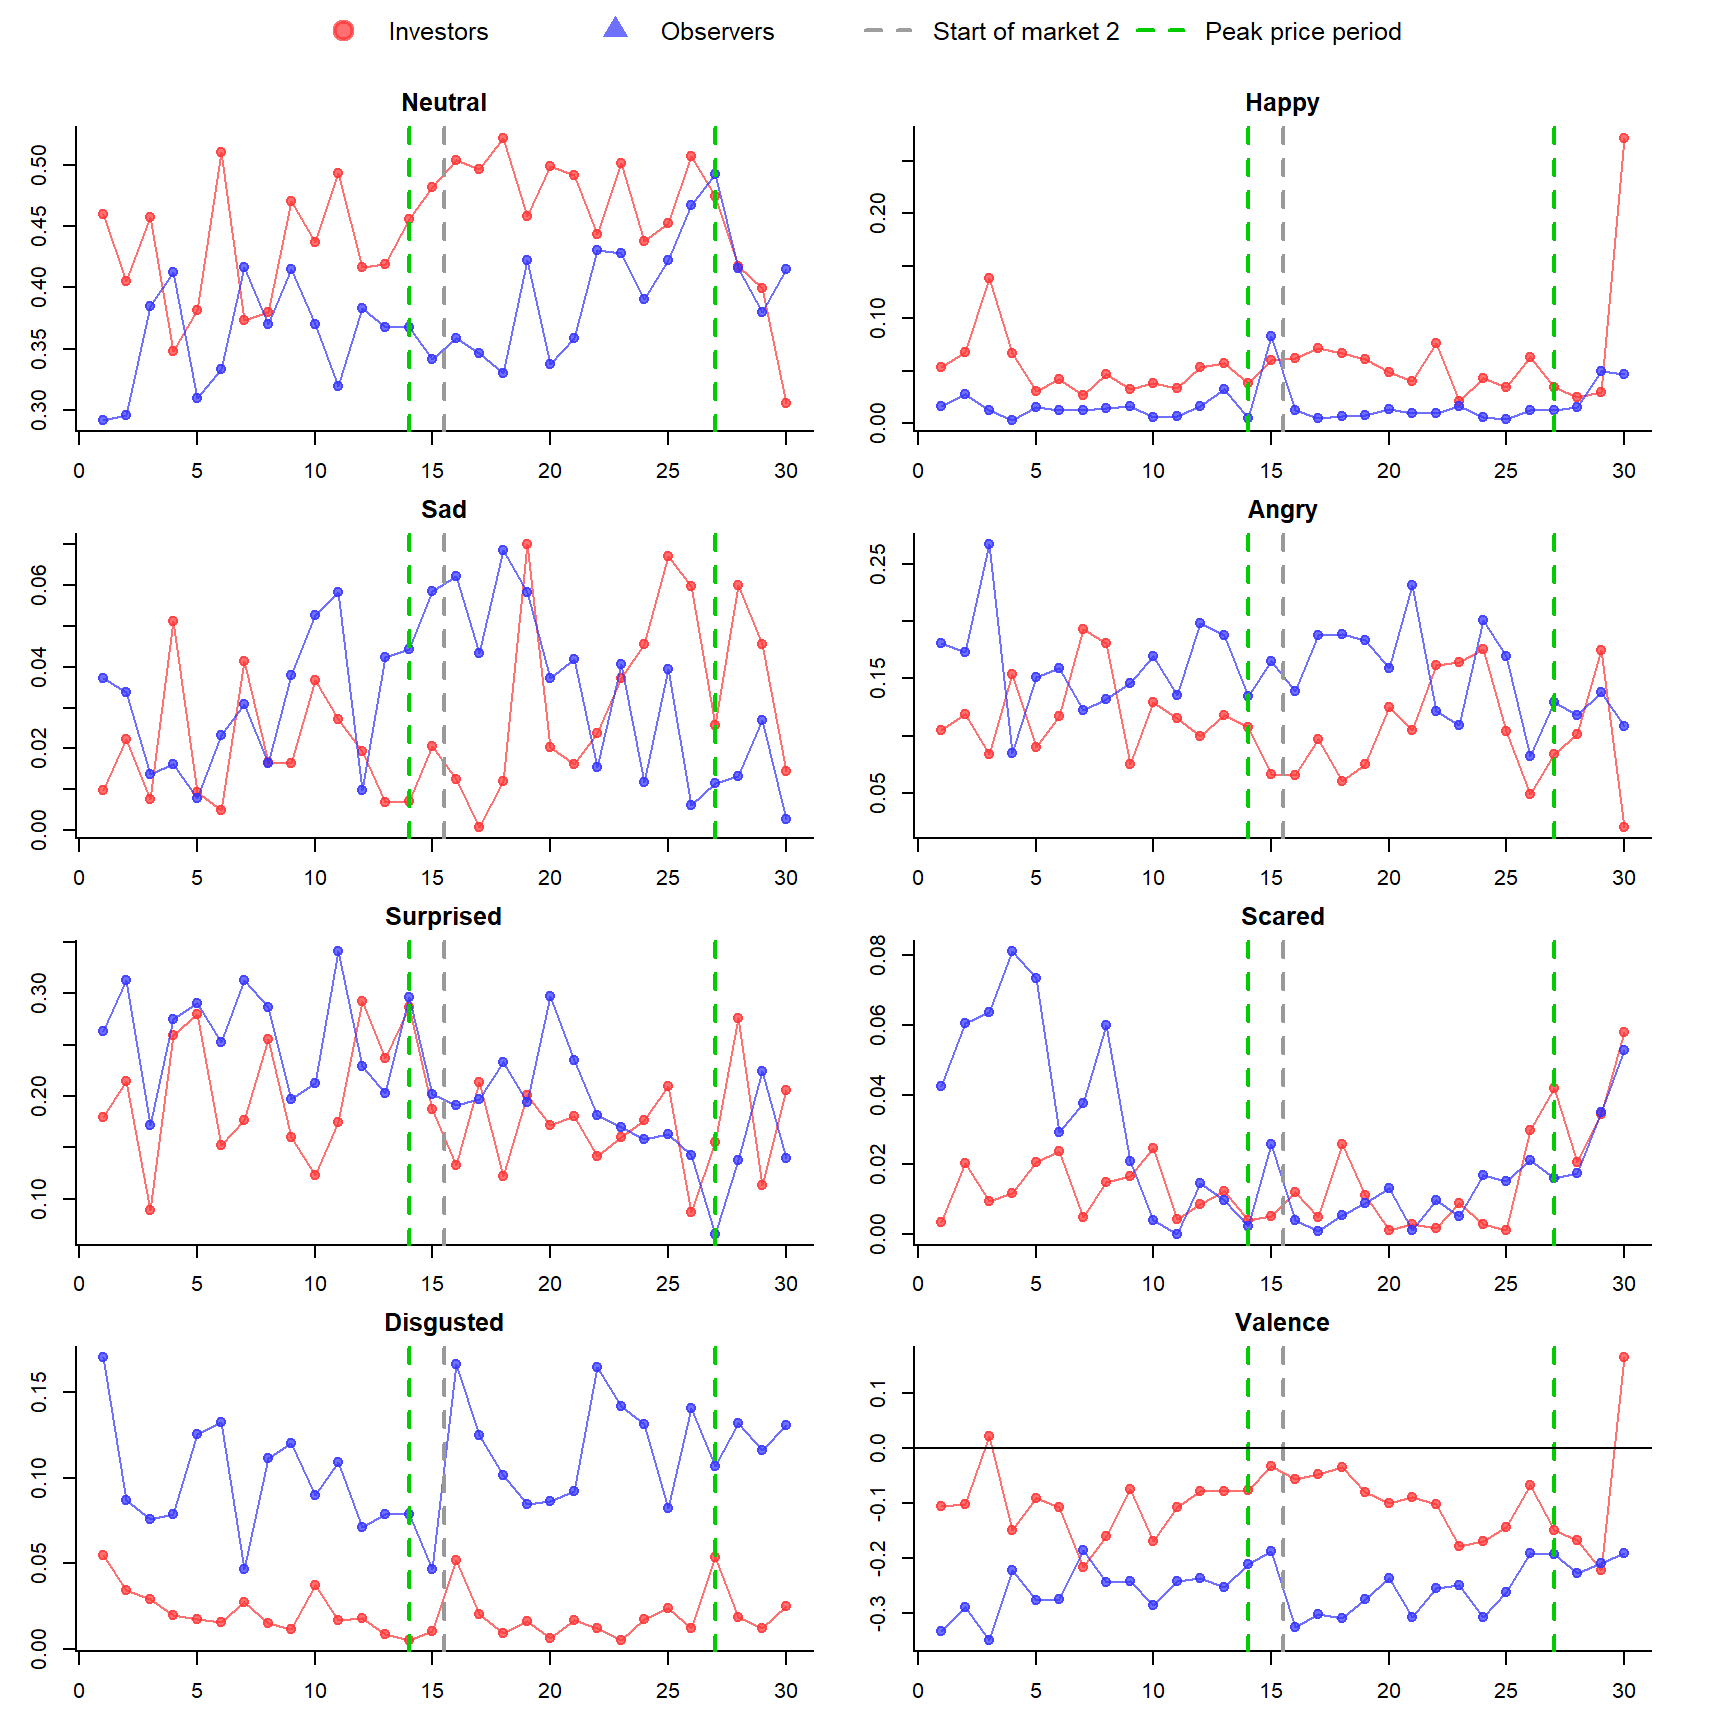 Investors Observers Start of market 2 Peak price period
Neutral Happy
0.50
0.45
0.40
0.35
0.30
0 5 10 15 20 25 30
0.20
0.10
0.00
0 5 10 15 20 25 30
Sad Angry
0.06
0.04
0.02
0.00
0 5 10 15 20 25 30
0.25
0.15
0.05
0 5 10 15 20 25 30
Surprised Scared
0.30
0.20
0.10
0 5 10 15 20 25 30
0.08
0.06
0.04
0.02
0.00
0 5 10 15 20 25 30
Disgusted Valence
0.15
0.10
0.05
0.00
0 5 10 15 20 25 30
0.1
0.0
-0.1
-0.2
-0.3
0 5 10 15 20 25 30